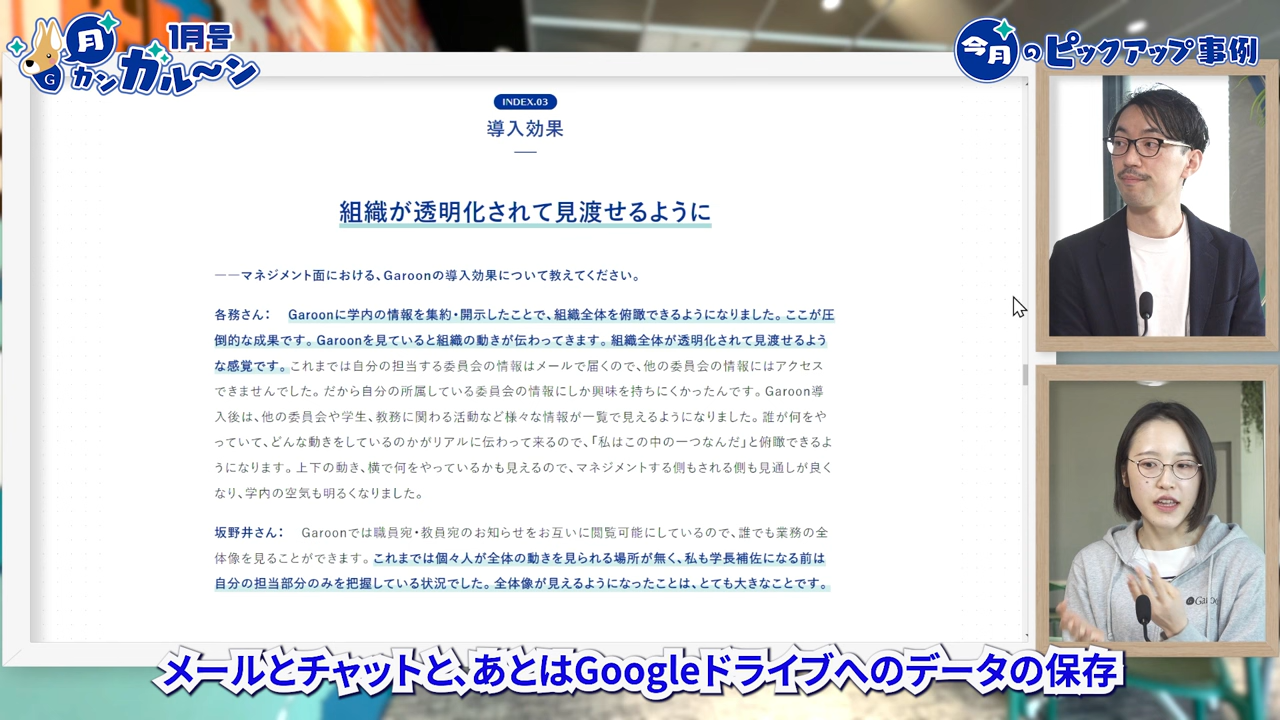 月
カンガルーン
1月号
G
今月のピックアップ事例
INDEX.03
導入効果
組織が透明化されて見渡せるように
――マネジメント面における、Garoonの導入効果について教えてください。
各務さん： Garoonに学内の情報を集約・開示したことで、組織全体を俯瞰できるようになりました。ここが圧
倒的な成果です。Garoonを見ていると組織の動きが伝わってきます。組織全体が透明化されて見渡せるよう
な感覚です。これまでは自分の担当する委員会の情報はメールで届くので、他の委員会の情報にはアクセス
できませんでした。だから自分の所属している委員会の情報にしか興味を持ちにくかったんです。Garoon導
入後は、他の委員会や学生、教務に関わる活動など様々な情報が一覧で見えるようになりました。誰が何をや
っていて、どんな動きをしているのかがリアルに伝わって来るので、「私はこの中の一つなんだ」と俯瞰できるよ
うになります。上下の動き、横で何をやっているかも見えるので、マネジメントする側もされる側も見通しが良く
なり、学内の空気も明るくなりました。
坂野井さん： Garoonでは職員宛・教員宛のお知らせをお互いに閲覧可能にしているので、誰でも業務の全
体像を見ることができます。これまでは個々人が全体の動きを見られる場所が無く、私も学長補佐になる前は
自分の担当部分のみを把握している状況でした。全体像が見えるようになったことは、とても大きなことです。
メールとチャットと、あとはGoogleドライブへのデータの保存